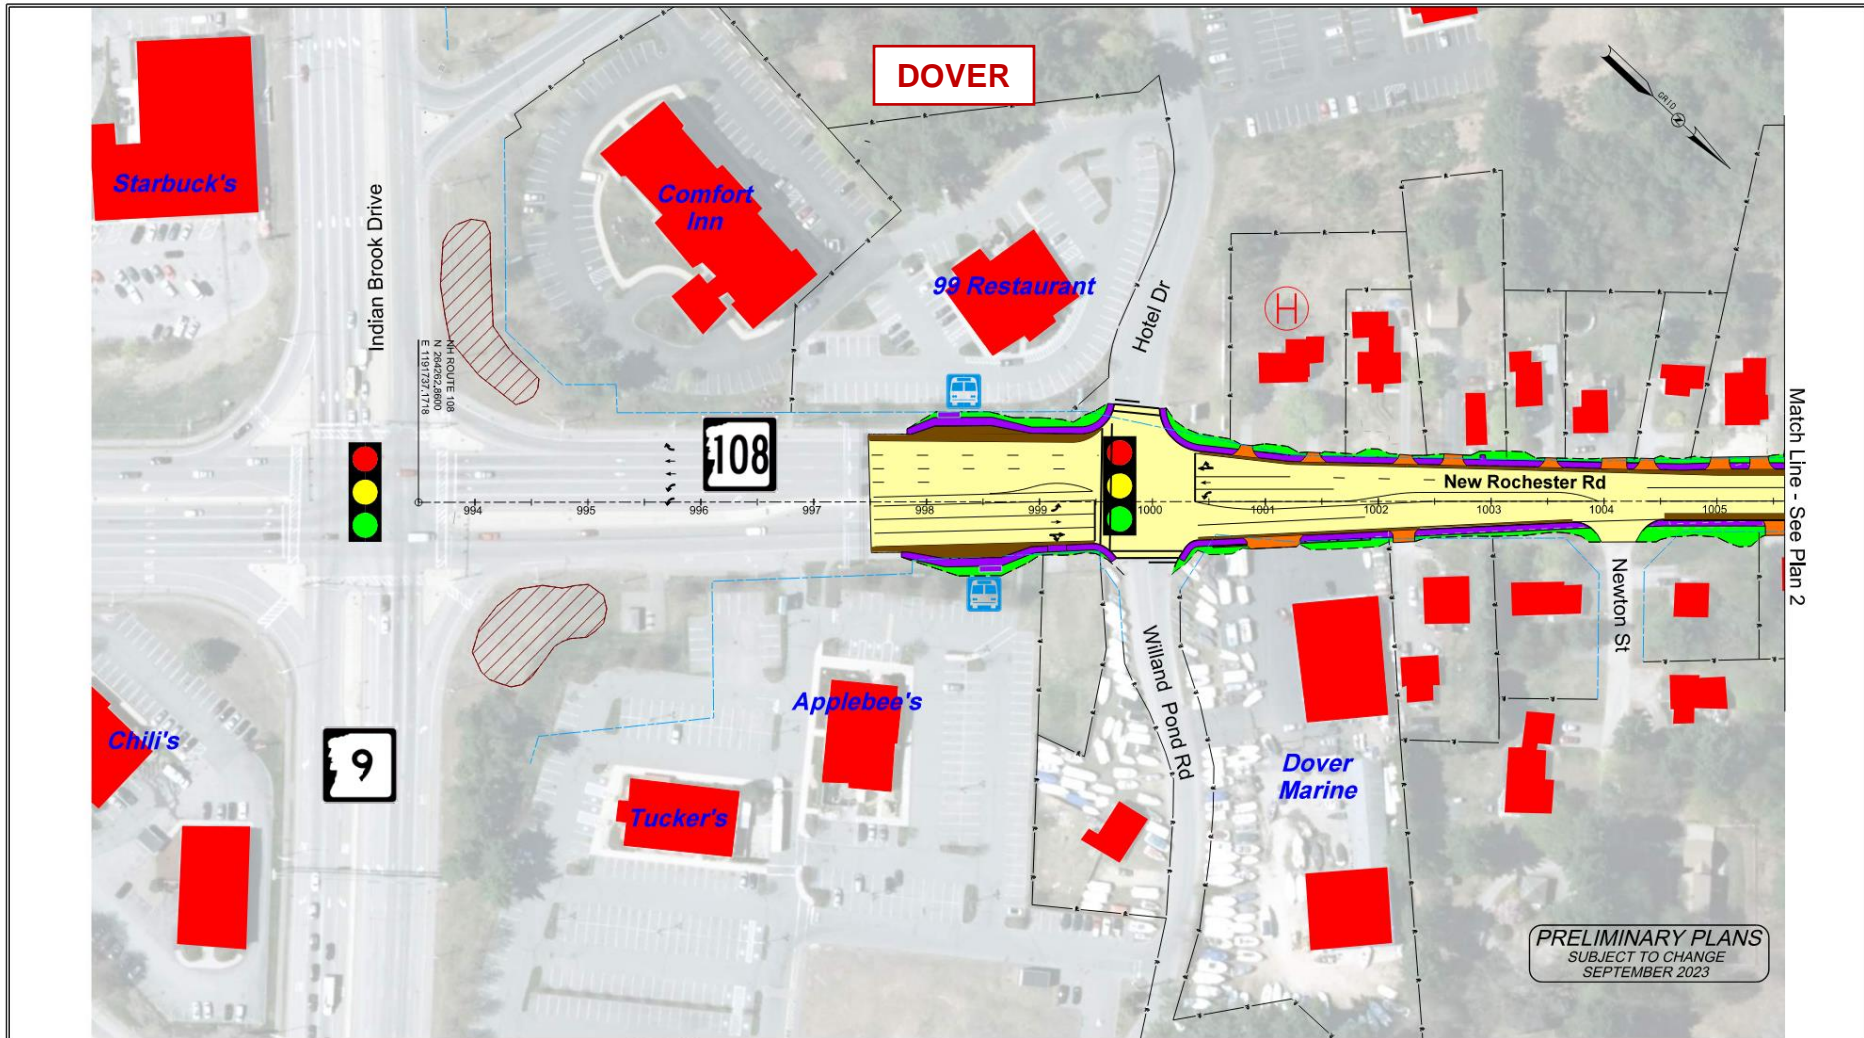 DOVER
GRID
N
Starbuck's
Indian Brook Drive
Comfort
Inn
99 Restaurant
Hotel Dr
H
NH ROUTE 108
N 264262.8600
E 1191737.1718
108
New Rochester Rd
994
995
996
997
998
999
1000
1001
1002
1003
1004
1005
Match Line - See Plan 2
Newton St
Willand Pond Rd
Applebee's
Chili's
9
Tucker's
Dover
Marine
PRELIMINARY PLANS
SUBJECT TO CHANGE
SEPTEMBER 2023